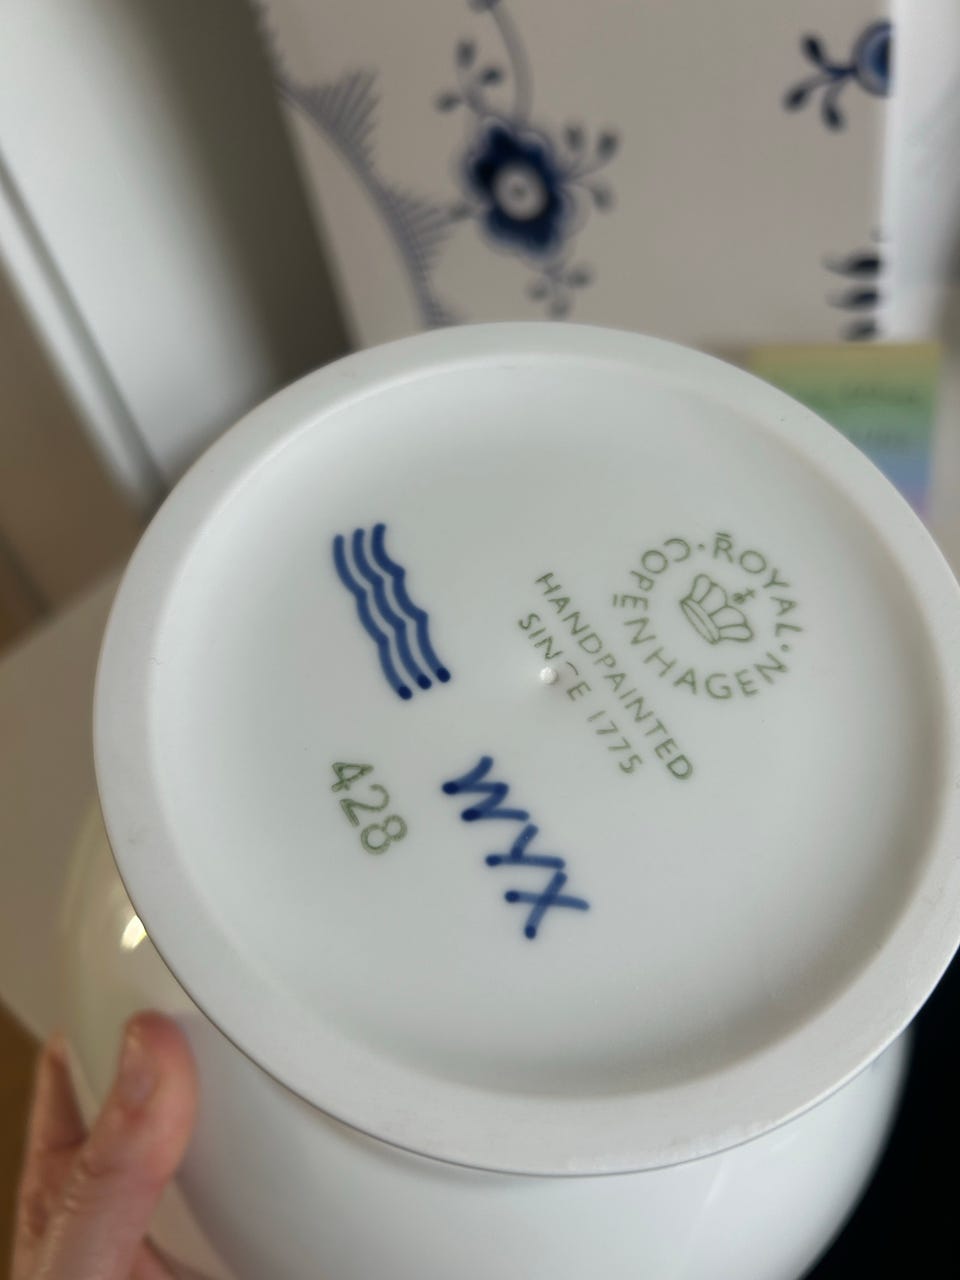 ROYAL · COPENHAGEN ·
HANDPAINTED
SINCE 1775
428
WYX